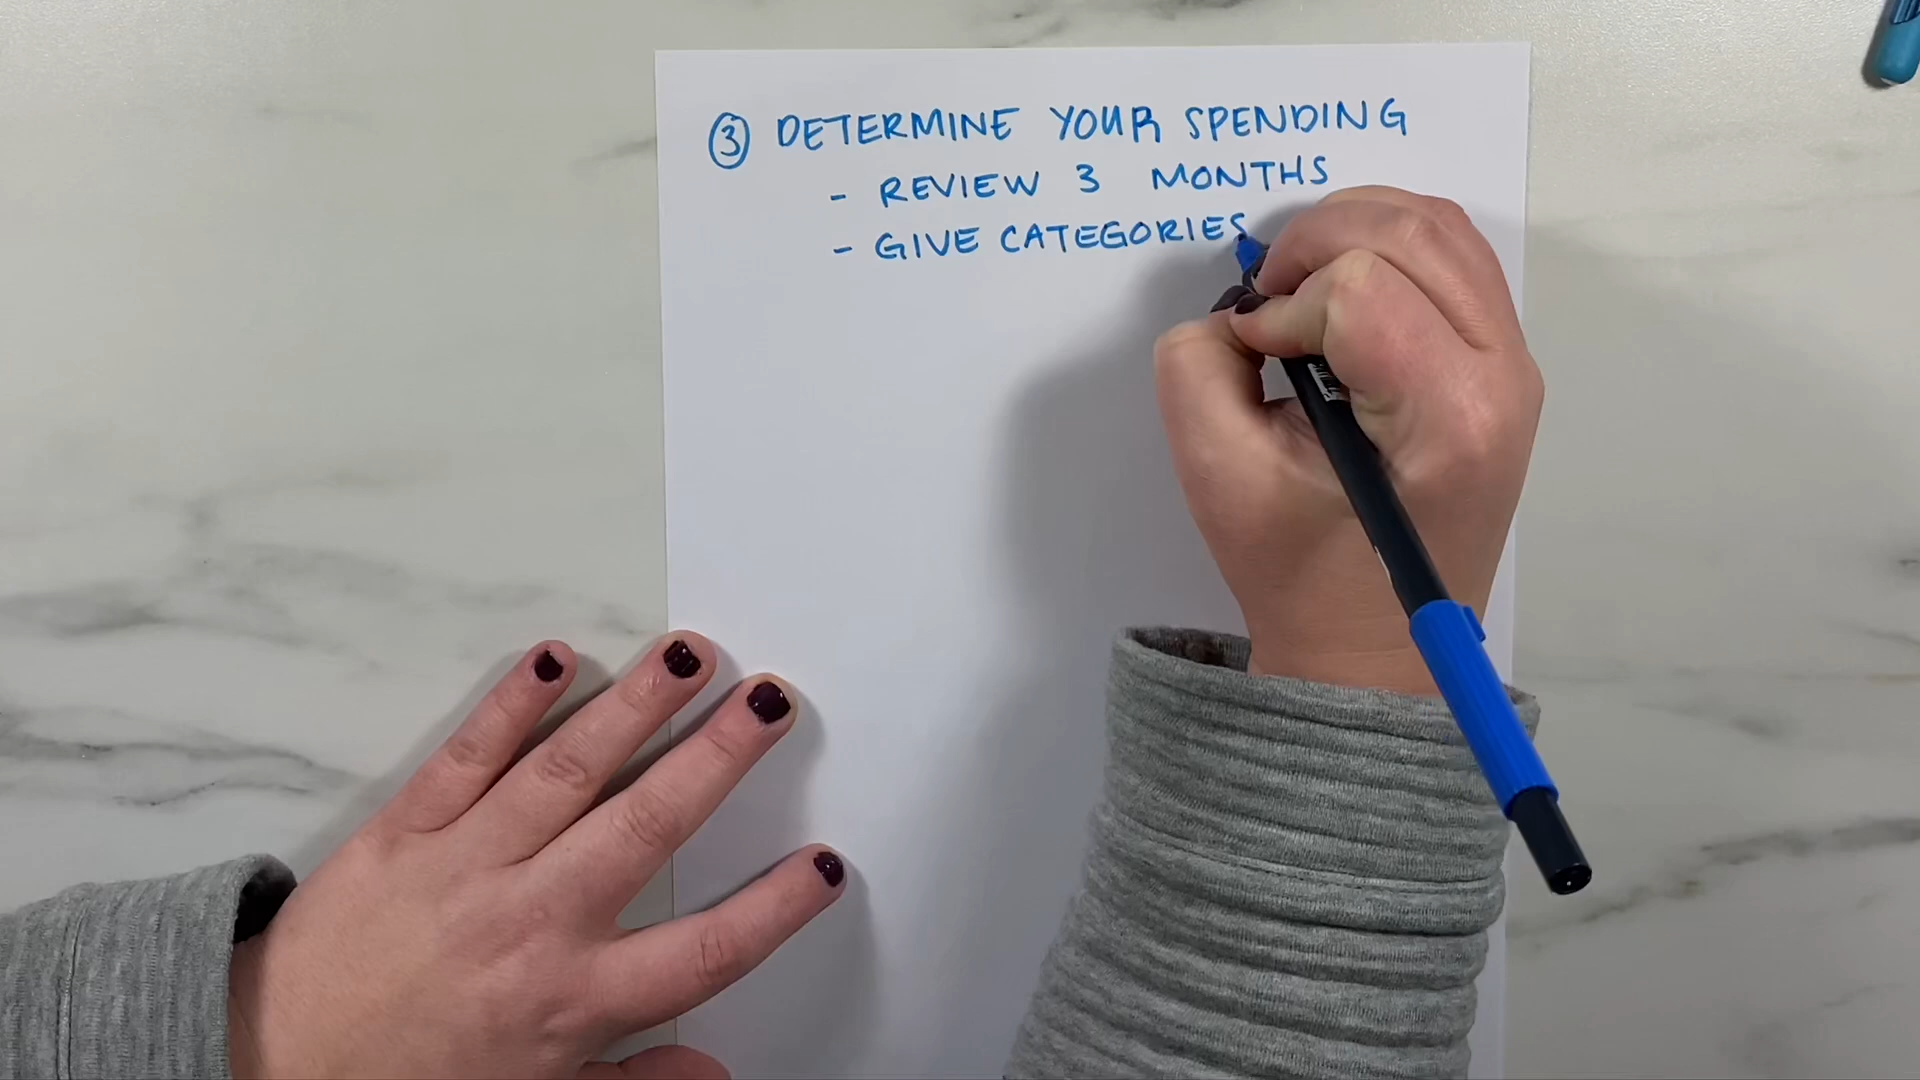 ③ DETERMINE YOUR SPENDING
- REVIEW 3 MONTHS
- GIVE CATEGORIES